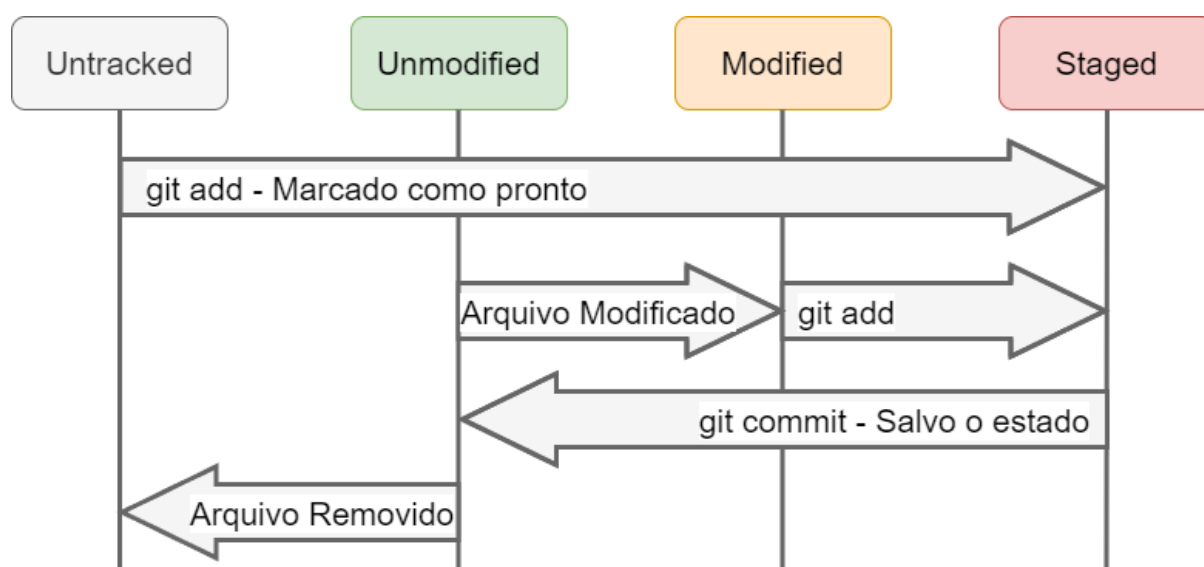 Untracked
Unmodified
Modified
Staged
git add - Marcado como pronto
Arquivo Modificado
git add
git commit - Salvo o estado
Arquivo Removido